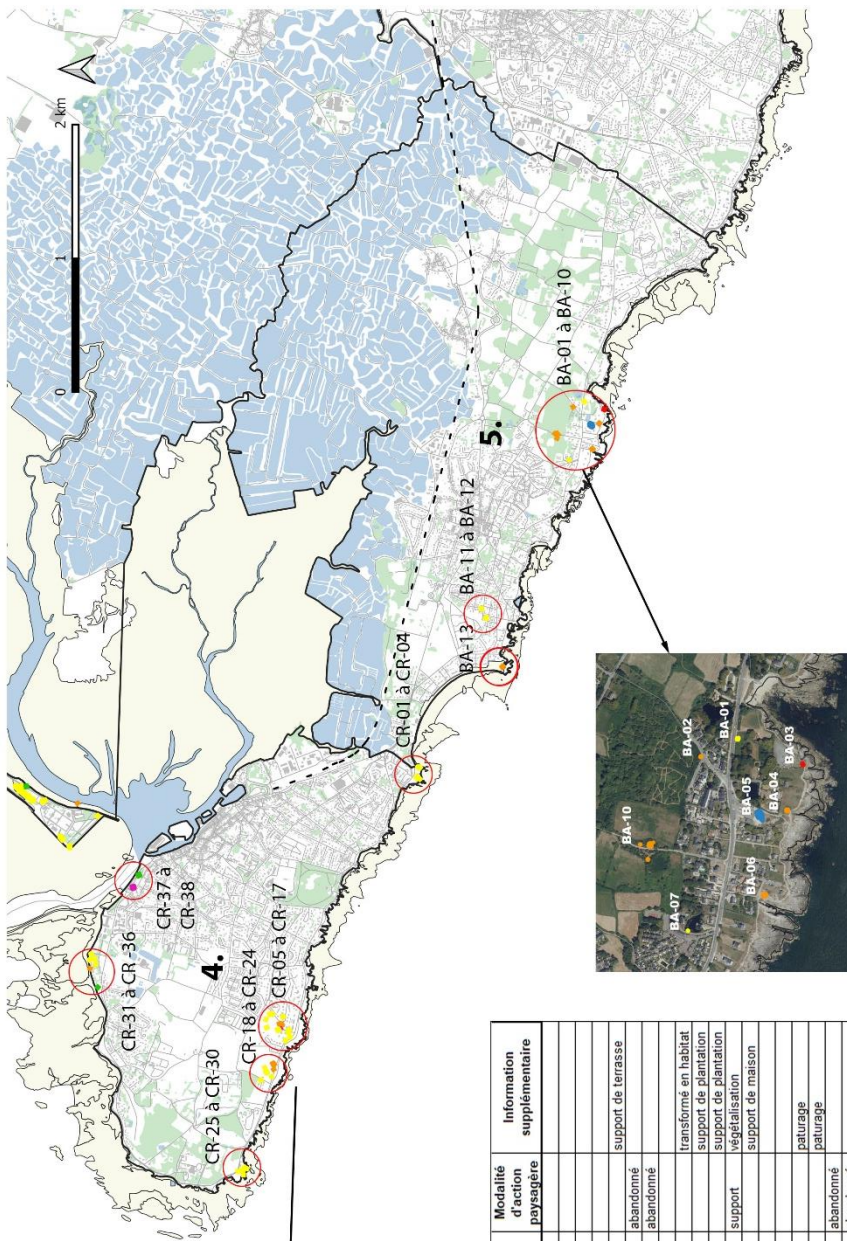 0 1 2 km
CR-25 à CR-30
CR-31 à CR -36
4.
CR-37 à
CR-38
CR-18 à CR-24
CR-05 à CR-17
CR-01 à CR-04
BA-13
BA-11 à BA-12
5.
BA-01 à BA-10
BA-07
BA-10
BA-02
BA-06
BA-05
BA-04
BA-01
BA-03
Modalité
d'action
paysagère
Information
supplémentaire
support de terrasse
abandonné
abandonné
transformé en habitat
support de plantation
support de plantation
support végétalisation
support de maison
paturage
paturage
abandonné